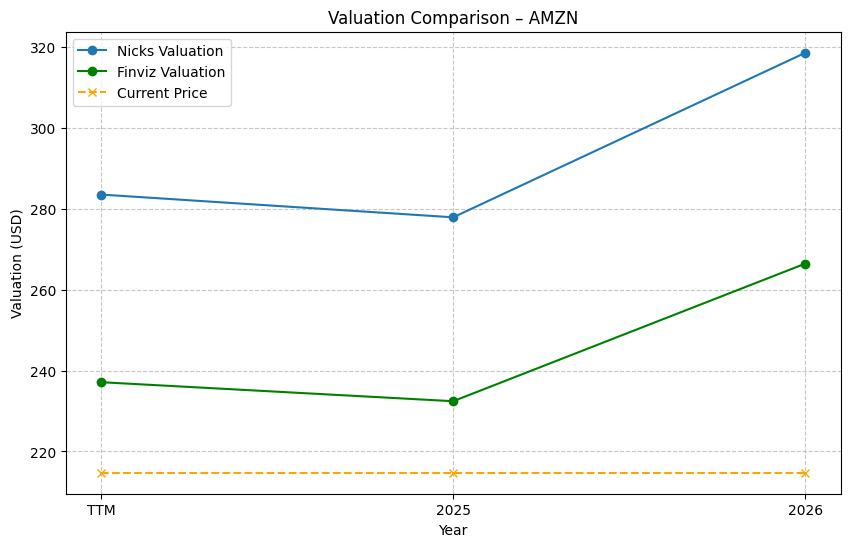 Valuation Comparison – AMZN
Nicks Valuation
Finviz Valuation
Current Price
Valuation (USD)
320
300
280
260
240
220
TTM
2025
2026
Year